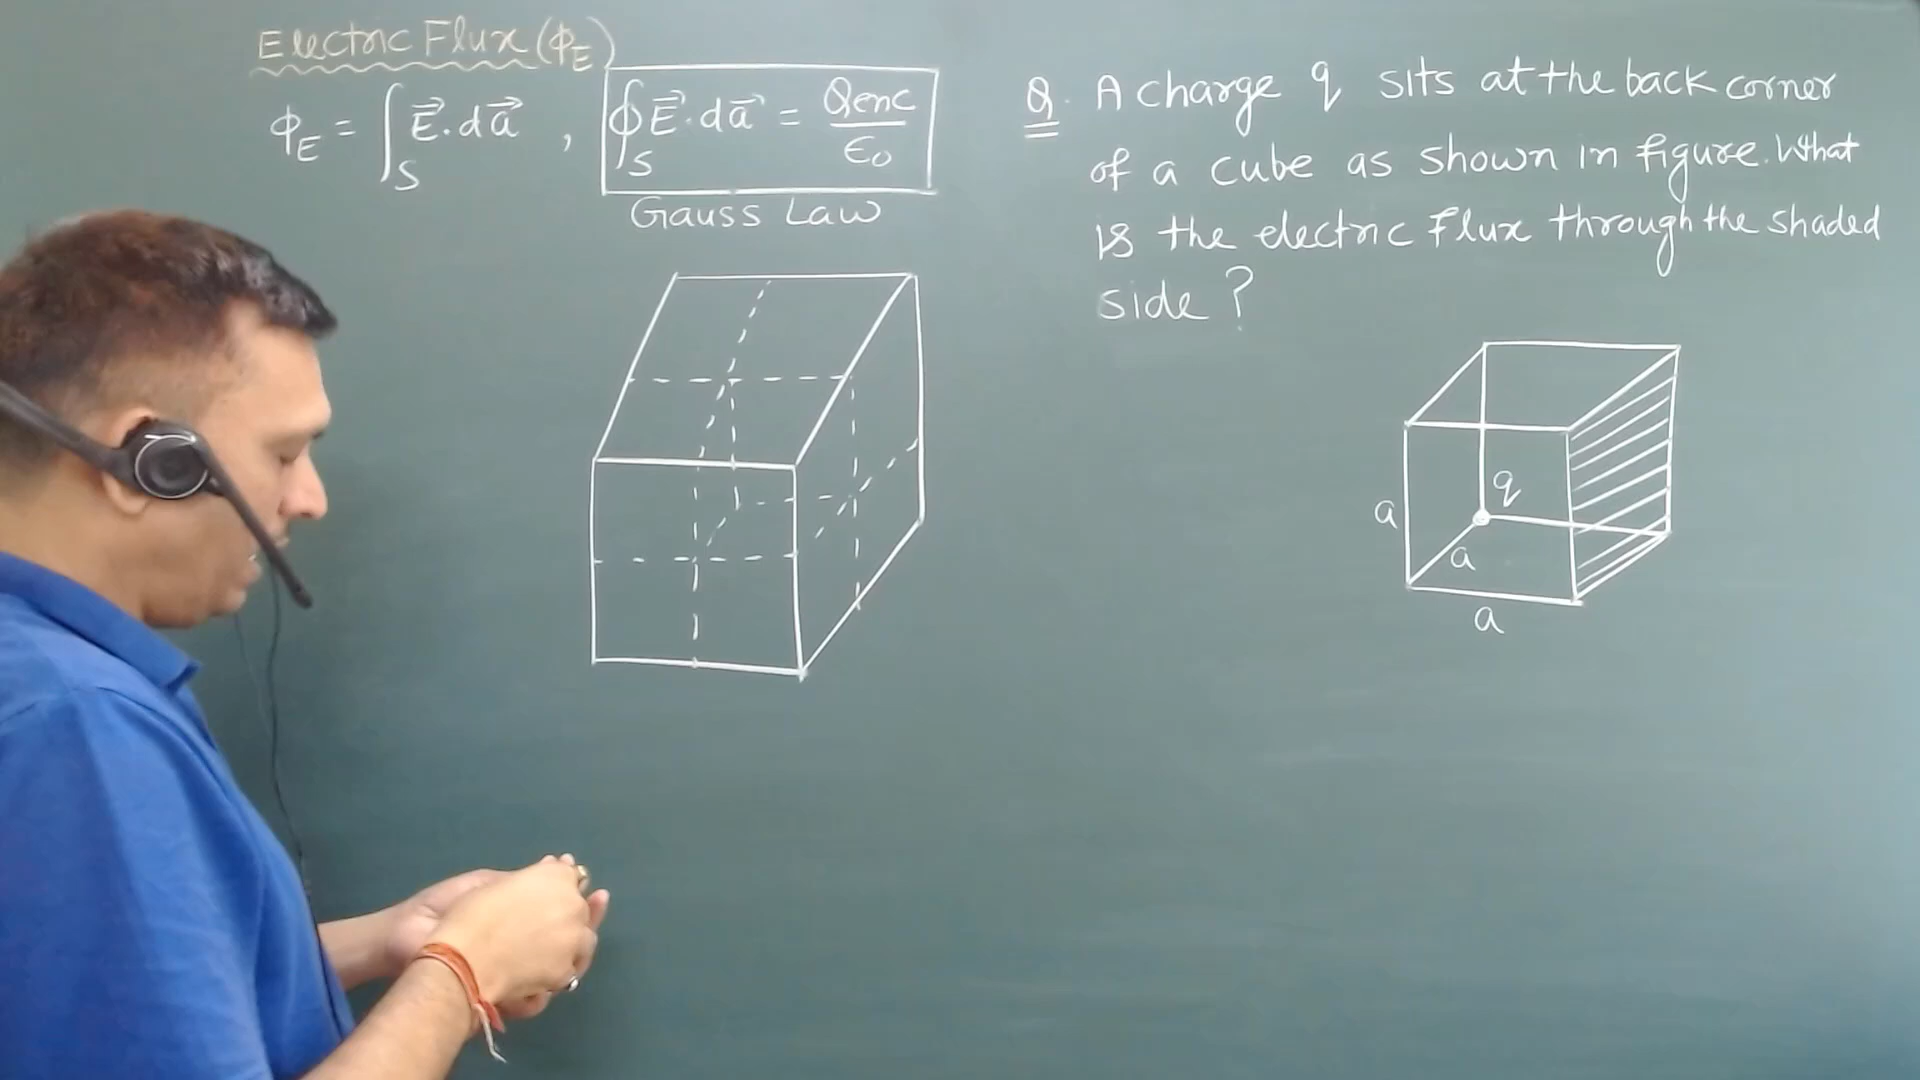 Electric Flux (ϕE)
ϕE = ∫S E⃗.da⃗ , ∮S E⃗.da⃗ = Qenc/ϵ0
Gauss Law
Q. A charge q sits at the back corner
of a cube as shown in figure. What
is the electric flux through the shaded
side ?
q
a
a
a